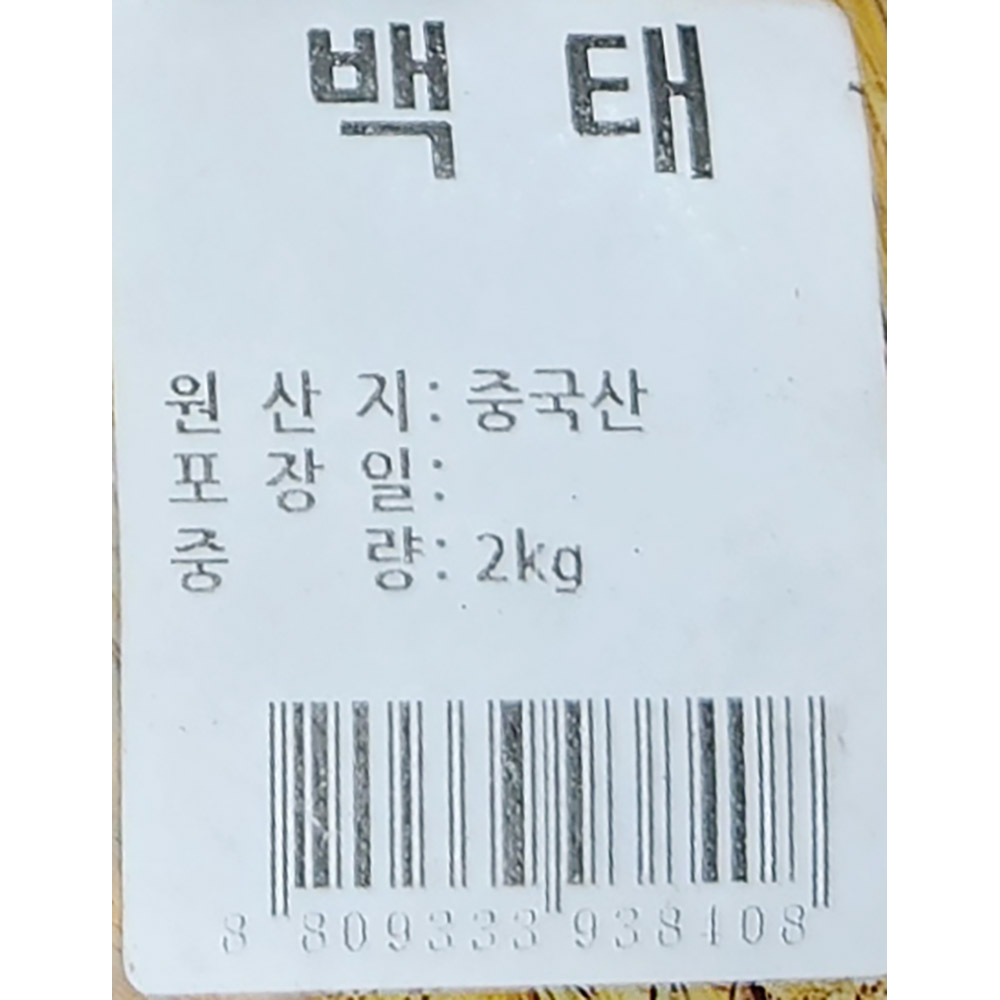 백 태
원 산 지: 중국산
포 장 일:
중 량: 2kg
8 809333 938408